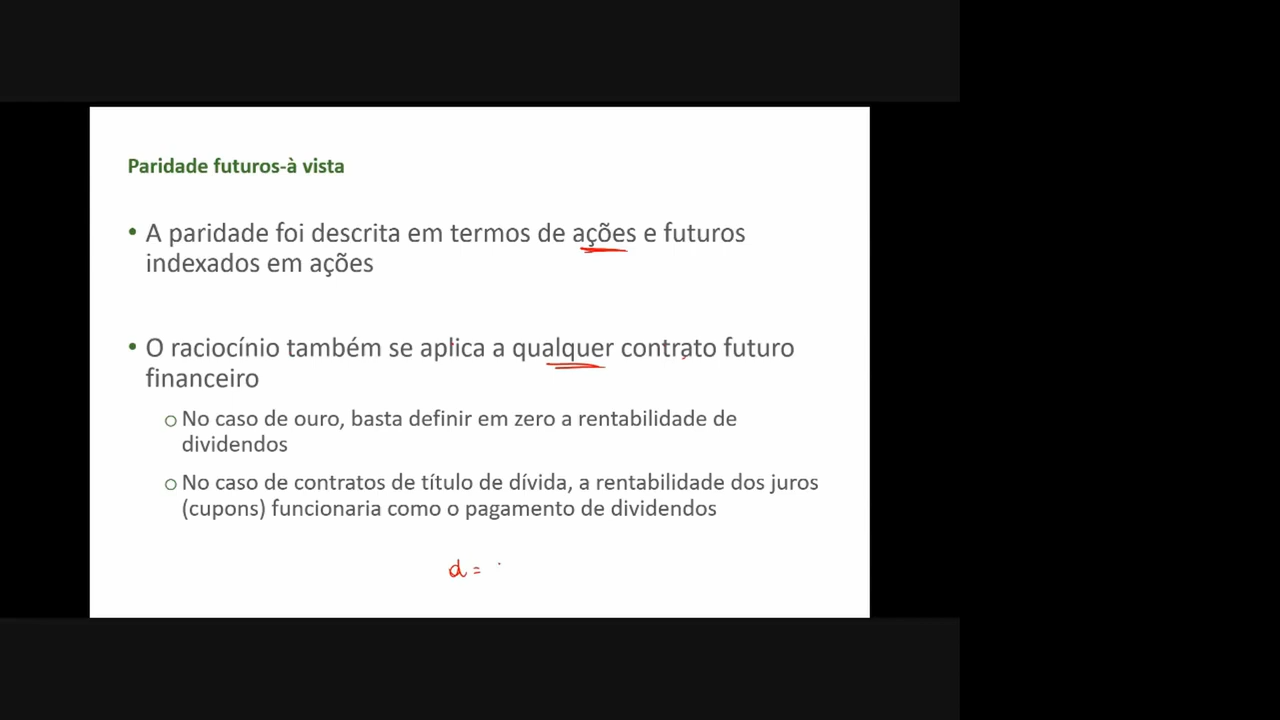 Paridade futuros-à vista
• A paridade foi descrita em termos de ações e futuros
indexados em ações
• O raciocínio também se aplica a qualquer contrato futuro
financeiro
o No caso de ouro, basta definir em zero a rentabilidade de
dividendos
o No caso de contratos de título de dívida, a rentabilidade dos juros
(cupons) funcionaria como o pagamento de dividendos
d =